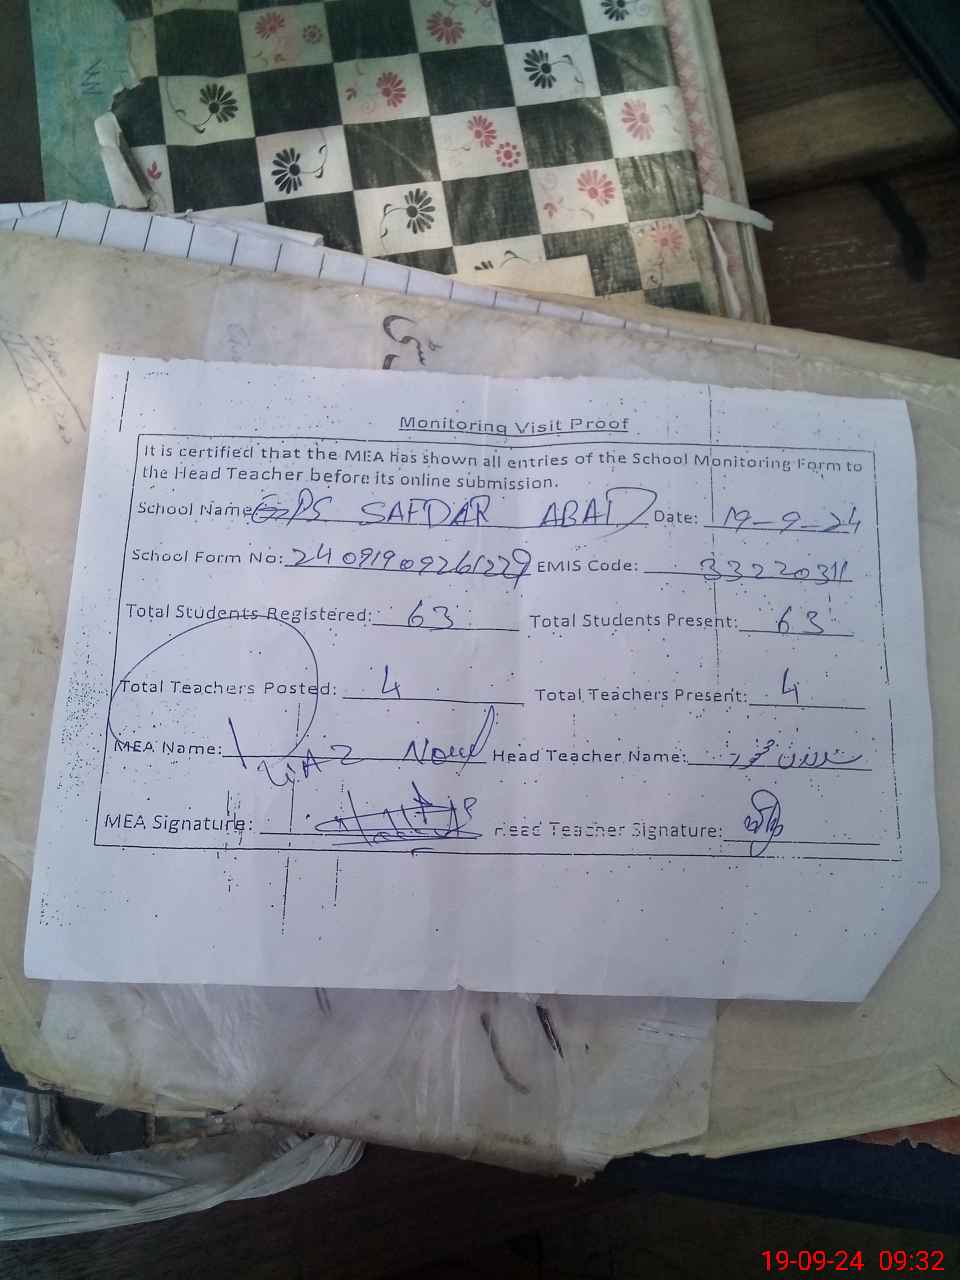 Monitoring Visit Proof
It is certified that the MEA has shown all entries of the School Monitoring Form to
the Head Teacher before its online submission.
School Name GPS SAFDAR ABAD Date: 19-9-24
School Form No: EMIS Code: 33220311
Total Students Registered: 63 Total Students Present: 63
Total Teachers Posted: 4 Total Teachers Present: 4
MEA Name: Head Teacher Name:
MEA Signature: Head Teacher Signature:
19-09-24 09:32